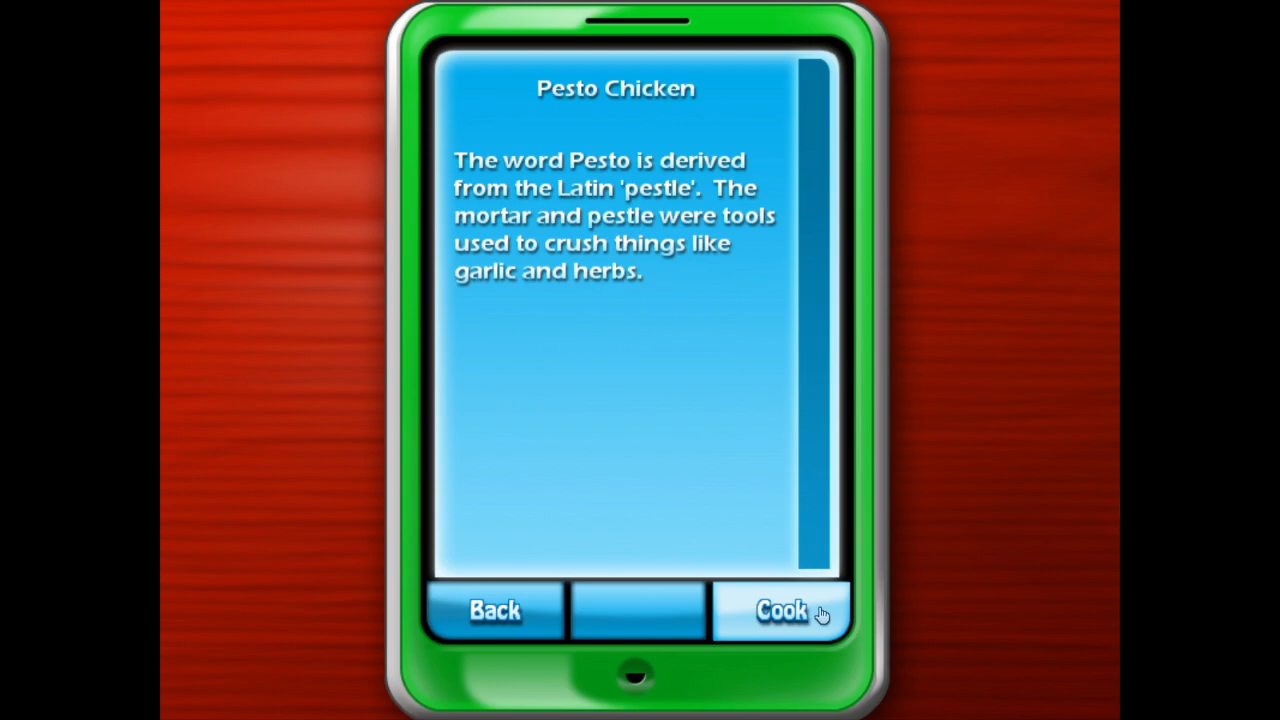 Pesto Chicken
The word Pesto is derived
from the Latin 'pestle'.  The
mortar and pestle were tools
used to crush things like
garlic and herbs.
Back
Cook